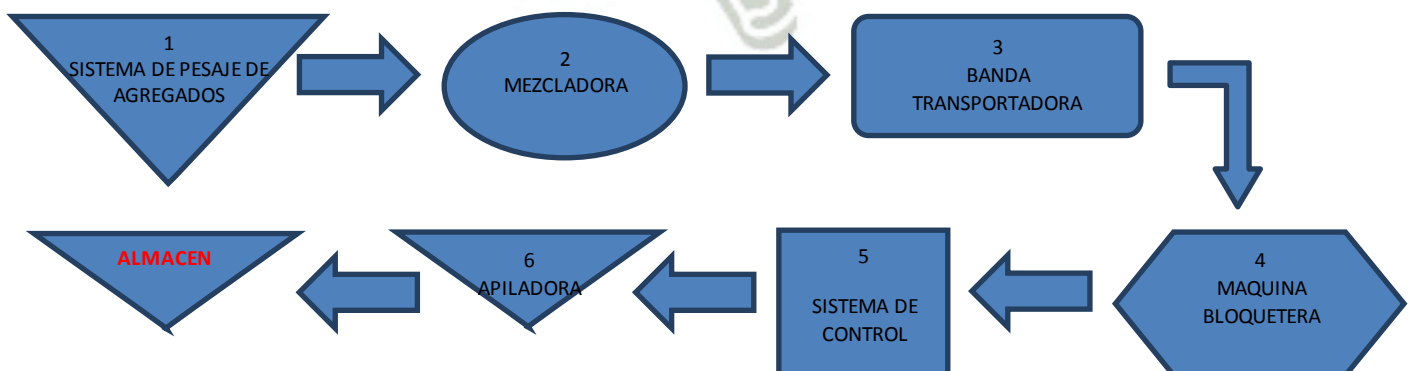 1
SISTEMA DE PESAJE DE
AGREGADOS
2
MEZCLADORA
3
BANDA
TRANSPORTADORA
4
MAQUINA
BLOQUETERA
5
SISTEMA DE
CONTROL
6
APILADORA
ALMACEN